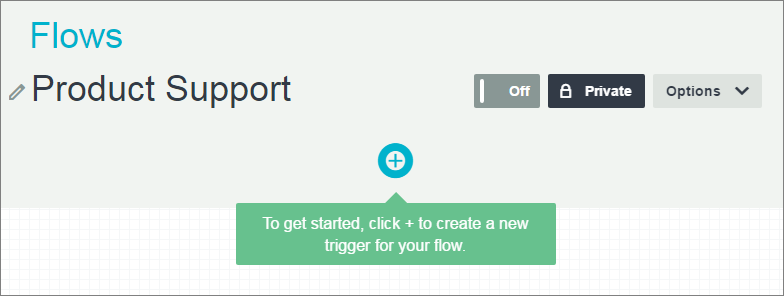 Flows
Product Support
Off
Private
Options
To get started, click + to create a new
trigger for your flow.